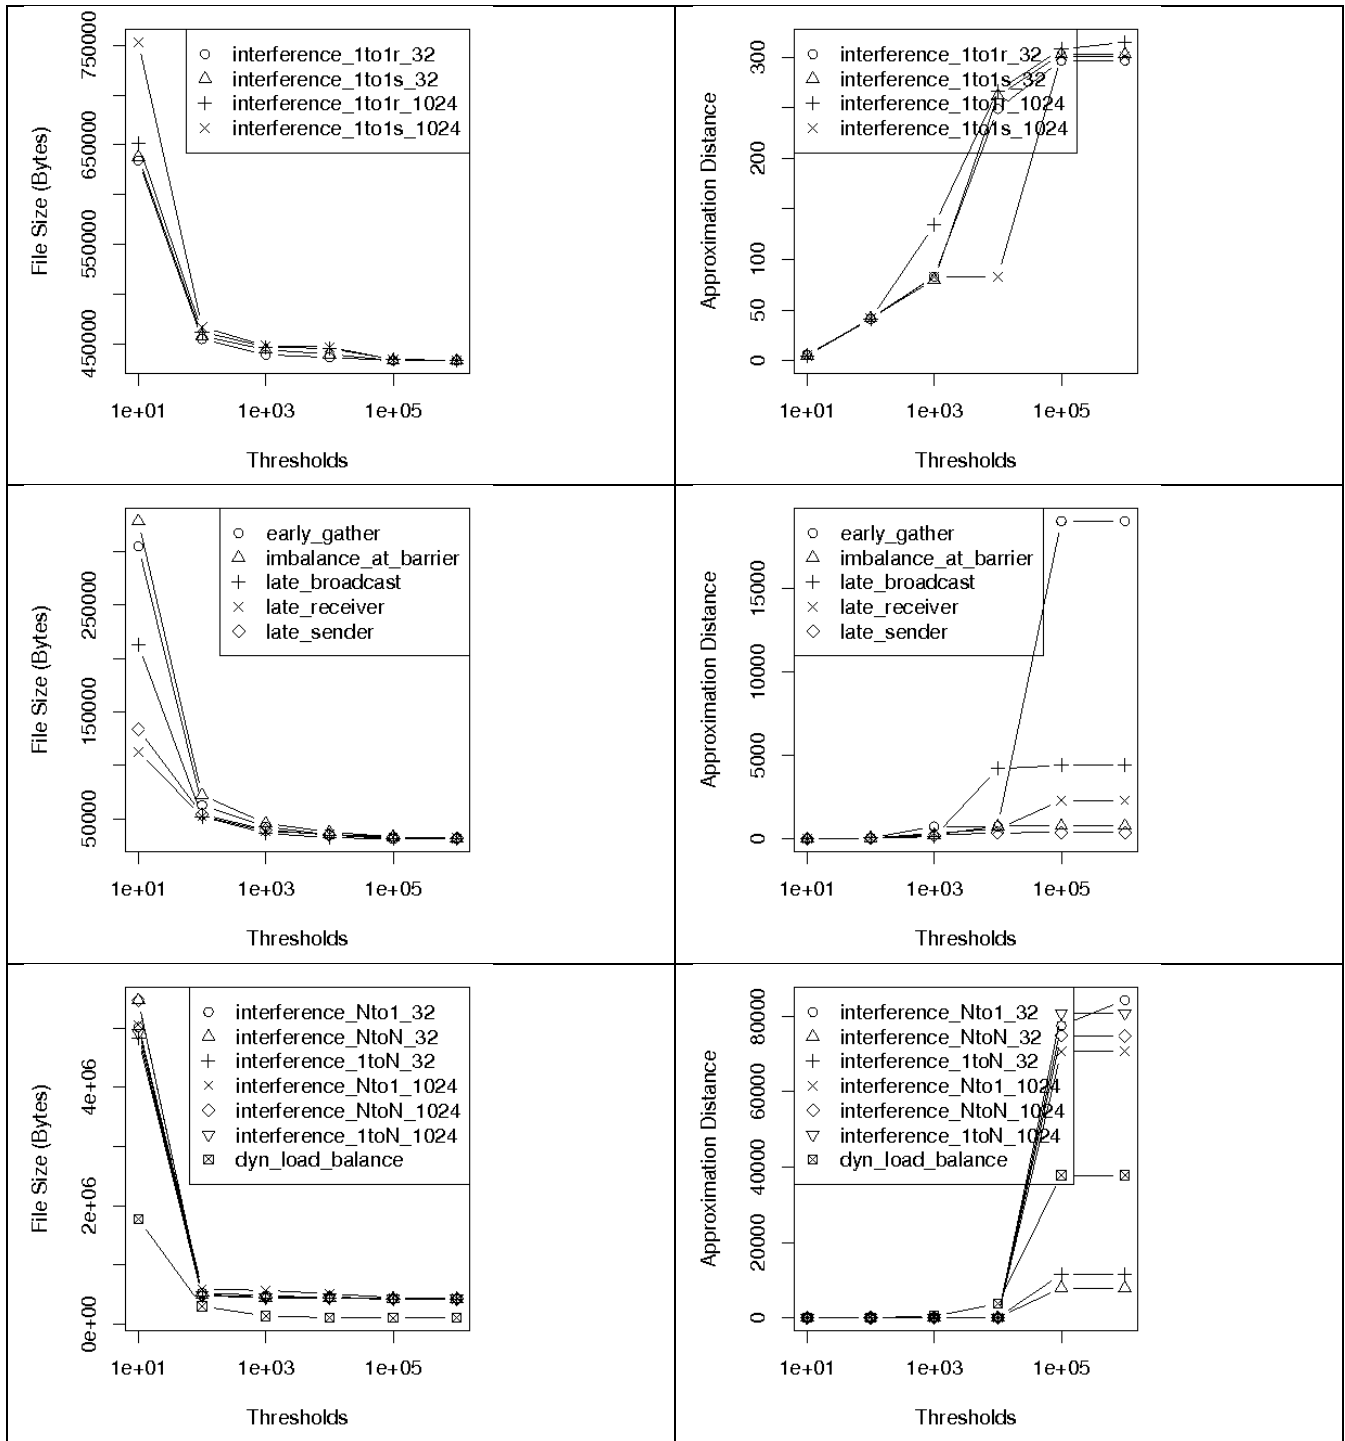 File Size (Bytes)
750000
650000
550000
450000
interference_1to1r_32
interference_1to1s_32
interference_1to1r_1024
interference_1to1s_1024
1e+01 1e+03 1e+05
Thresholds
Approximation Distance
300
200
100
50
0
interference_1to1r_32
interference_1to1s_32
interference_1to1r_1024
interference_1to1s_1024
1e+01 1e+03 1e+05
Thresholds
File Size (Bytes)
250000
150000
50000
early_gather
imbalance_at_barrier
late_broadcast
late_receiver
late_sender
1e+01 1e+03 1e+05
Thresholds
Approximation Distance
15000
10000
5000
0
early_gather
imbalance_at_barrier
late_broadcast
late_receiver
late_sender
1e+01 1e+03 1e+05
Thresholds
File Size (Bytes)
4e+06
2e+06
0e+00
interference_Nto1_32
interference_NtoN_32
interference_1toN_32
interference_Nto1_1024
interference_NtoN_1024
interference_1toN_1024
dyn_load_balance
1e+01 1e+03 1e+05
Thresholds
Approximation Distance
80000
60000
40000
20000
0
interference_Nto1_32
interference_NtoN_32
interference_1toN_32
interference_Nto1_1024
interference_NtoN_1024
interference_1toN_1024
dyn_load_balance
1e+01 1e+03 1e+05
Thresholds